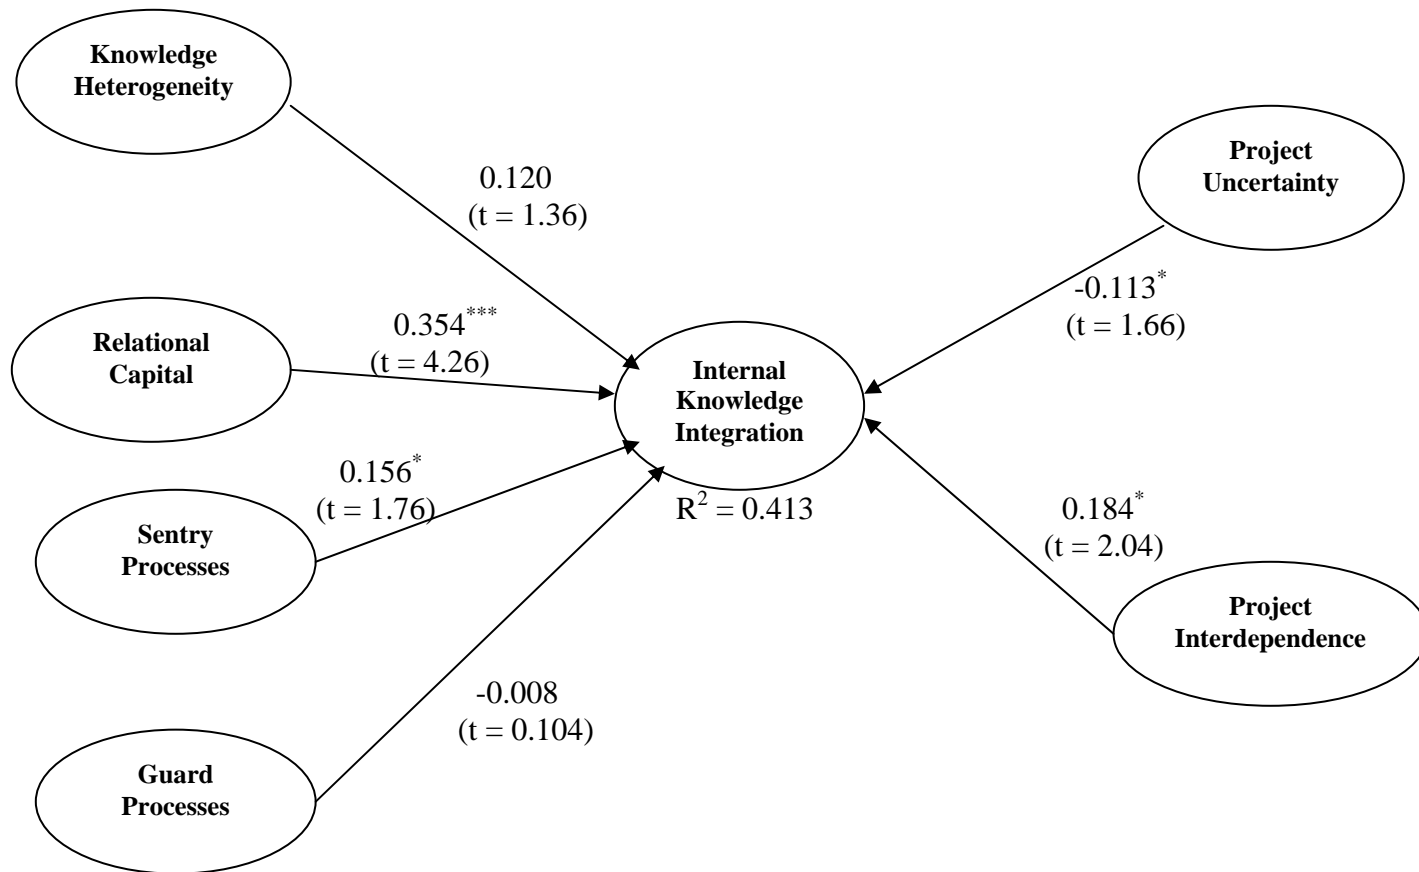 Knowledge
Heterogeneity
0.120
(t = 1.36)
Project
Uncertainty
-0.113*
(t = 1.66)
Relational
Capital
0.354***
(t = 4.26)
Internal
Knowledge
Integration
R² = 0.413
Sentry
Processes
0.156*
(t = 1.76)
0.184*
(t = 2.04)
Project
Interdependence
-0.008
(t = 0.104)
Guard
Processes